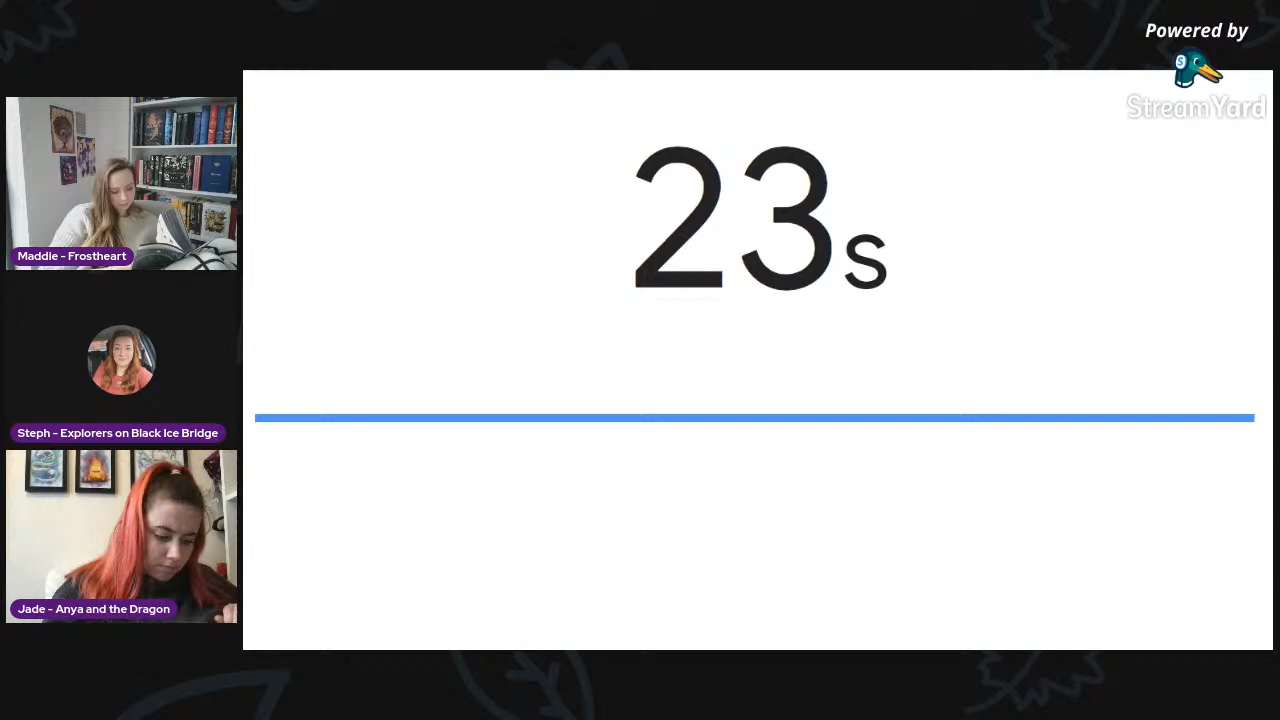 Powered by
StreamYard
Maddie - Frostheart
Steph - Explorers on Black Ice Bridge
Jade - Anya and the Dragon
23s